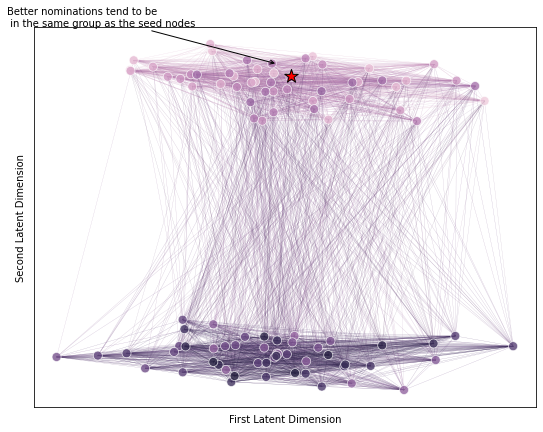 Better nominations tend to be
in the same group as the seed nodes
Second Latent Dimension
First Latent Dimension